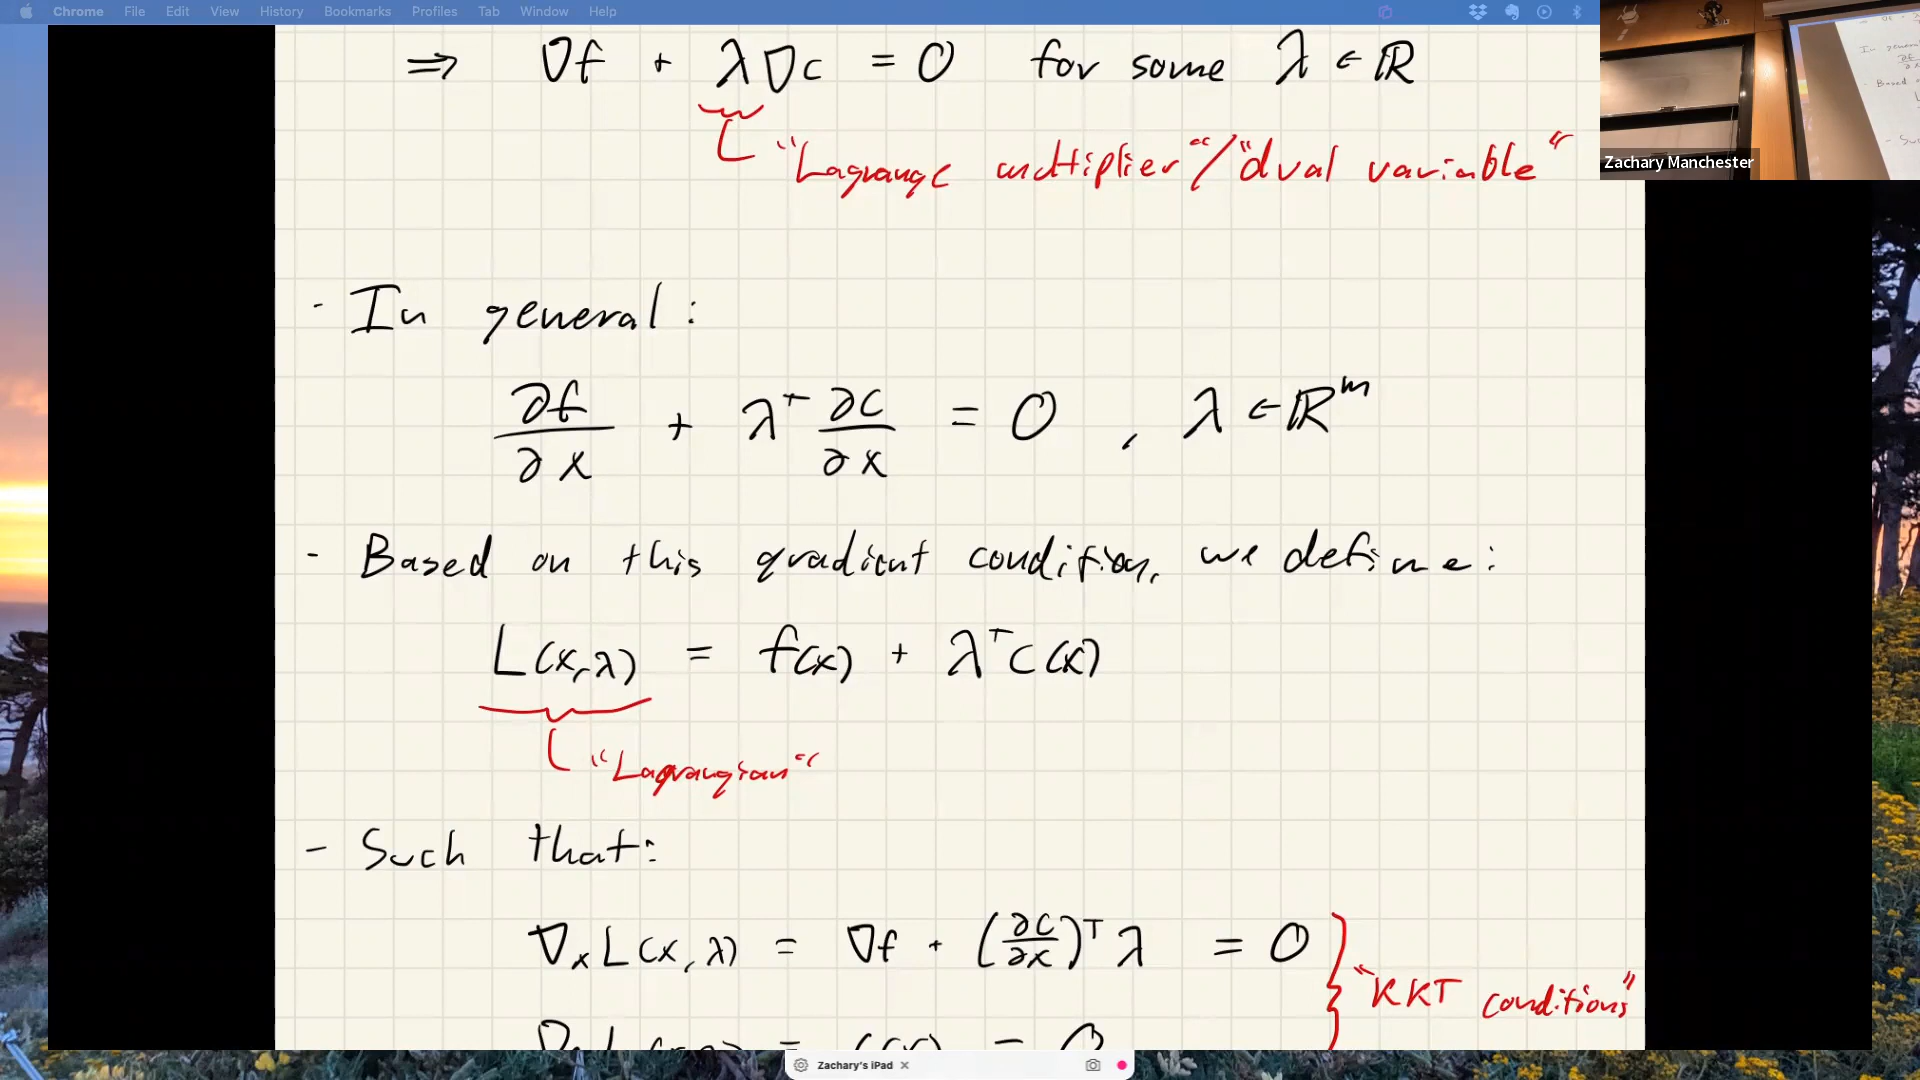 Chrome File Edit View History Bookmarks Profiles Tab Window Help
⇒ ∇f + λ∇c = 0 for some λ ∈ ℝ
"Lagrange multiplier"/"dual variable"
Zachary Manchester
- In general:
∂f/∂x + λᵀ ∂c/∂x = 0 , λ ∈ ℝᵐ
- Based on this gradient condition, we define:
L(x,λ) = f(x) + λᵀc(x)
"Lagrangian"
- Such that:
∇ₓL(x,λ) = ∇f + (∂c/∂x)ᵀ λ = 0
"KKT conditions"
Zachary's iPad